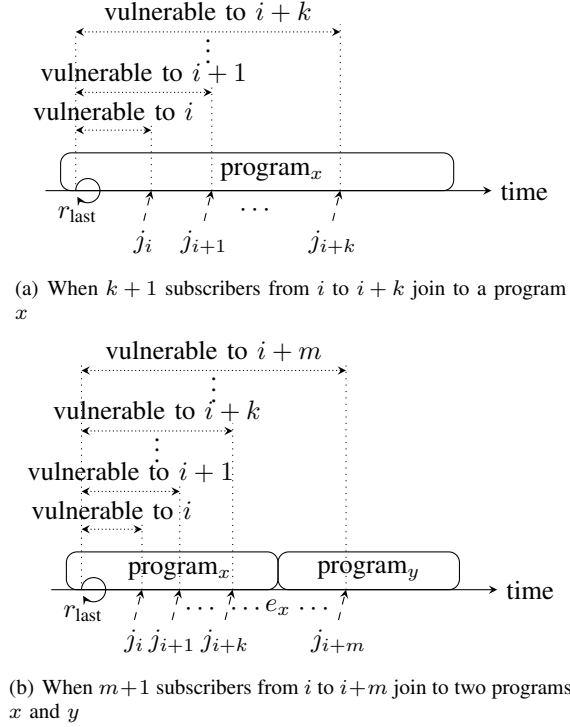 vulnerable to i + k
⋮
vulnerable to i + 1
vulnerable to i
program_x
time
r_last
...
j_i j_{i+1} j_{i+k}
(a) When k + 1 subscribers from i to i + k join to a program
x
vulnerable to i + m
⋮
vulnerable to i + k
⋮
vulnerable to i + 1
vulnerable to i
program_x program_y
time
r_last ... ... e_x ...
j_i j_{i+1} j_{i+k} j_{i+m}
(b) When m+1 subscribers from i to i+m join to two programs
x and y